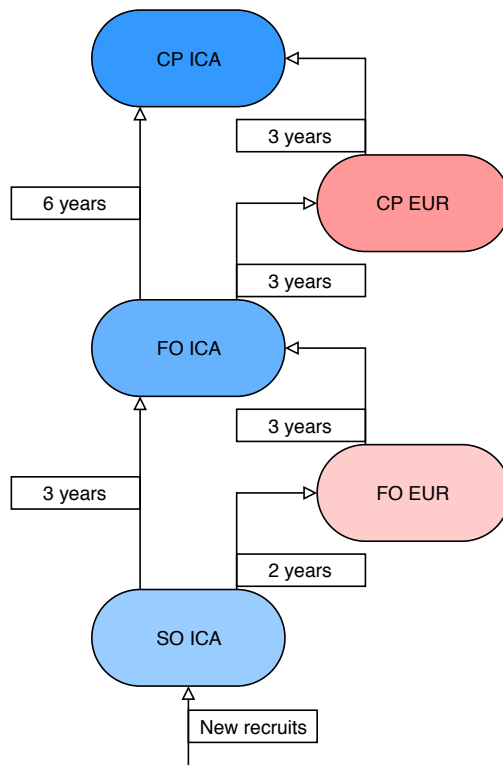 CP ICA
3 years
6 years
CP EUR
3 years
FO ICA
3 years
3 years
FO EUR
2 years
SO ICA
New recruits